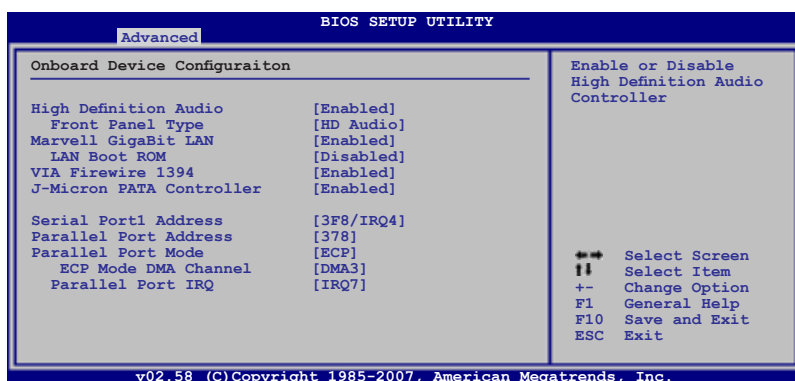 BIOS SETUP UTILITY
Advanced
Onboard Device Configuraiton
High Definition Audio [Enabled]
Front Panel Type [HD Audio]
Marvell GigaBit LAN [Enabled]
LAN Boot ROM [Disabled]
VIA Firewire 1394 [Enabled]
J-Micron PATA Controller [Enabled]
Serial Port1 Address [3F8/IRQ4]
Parallel Port Address [378]
Parallel Port Mode [ECP]
ECP Mode DMA Channel [DMA3]
Parallel Port IRQ [IRQ7]
Enable or Disable
High Definition Audio
Controller
Select Screen
Select Item
+- Change Option
F1 General Help
F10 Save and Exit
ESC Exit
v02.58 (C)Copyright 1985-2007, American Megatrends, Inc.